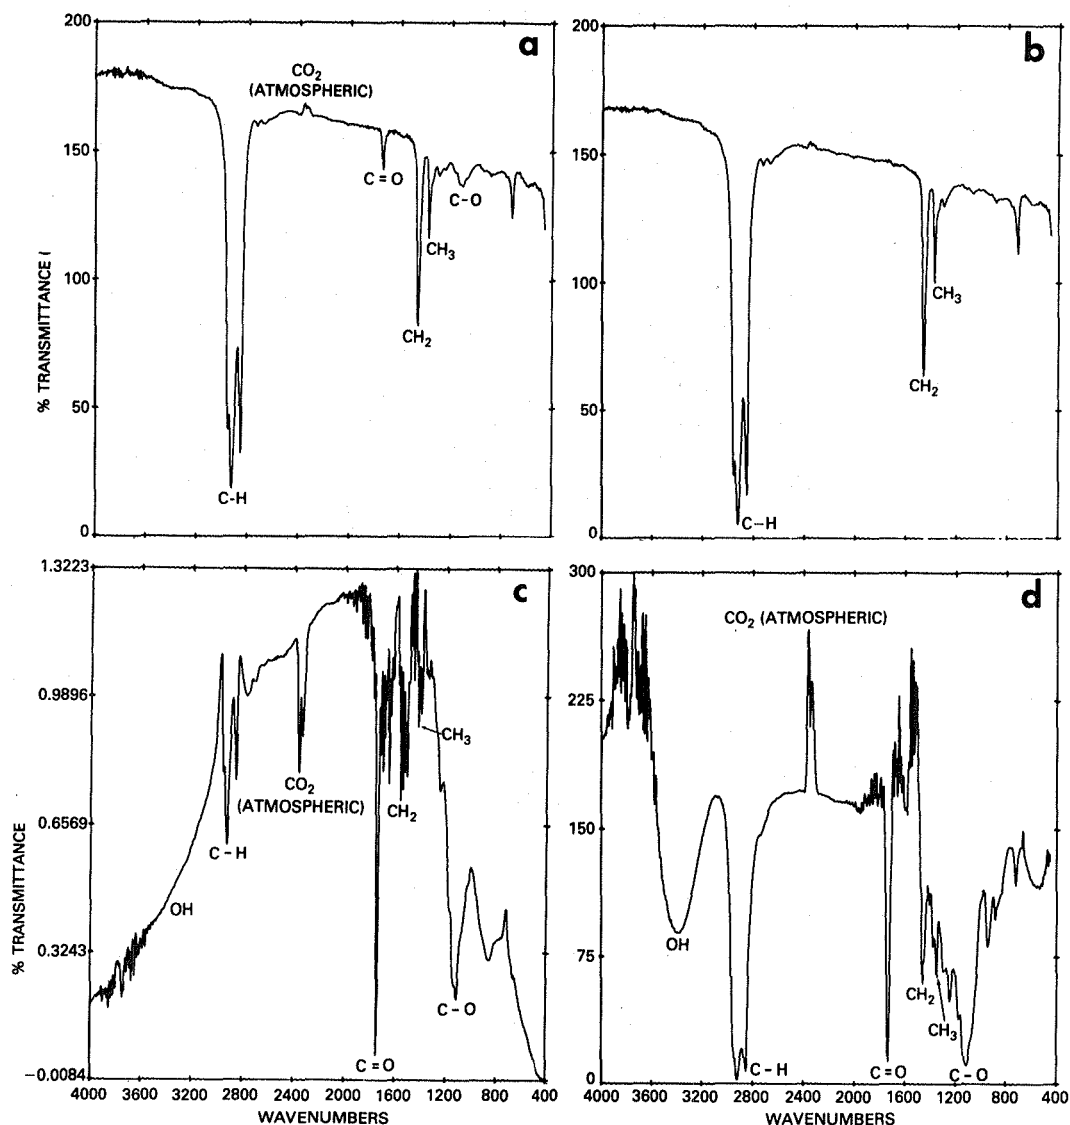 a
200
150
100
50
0
% TRANSMITTANCE (
CO2
(ATMOSPHERIC)
C=O
C-O
CH3
CH2
C-H
b
200
150
100
50
0
CH3
CH2
C-H
c
1.3223
0.9896
0.6569
0.3243
-0.0084
% TRANSMITTANCE
OH
C-H
CO2
(ATMOSPHERIC)
CH2
CH3
C-O
C=O
4000 3600 3200 2800 2400 2000 1600 1200 800 400
WAVENUMBERS
d
300
225
150
75
0
CO2 (ATMOSPHERIC)
OH
C-H
C=O
CH2
CH3
C-O
4000 3600 3200 2800 2400 2000 1600 1200 800 400
WAVENUMBERS